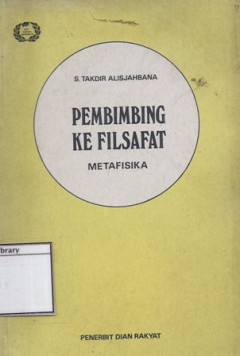 S. TAKDIR ALISJAHBANA
PEMBIMBING
KE FILSAFAT
METAFISIKA
library
PENERBIT DIAN RAKYAT